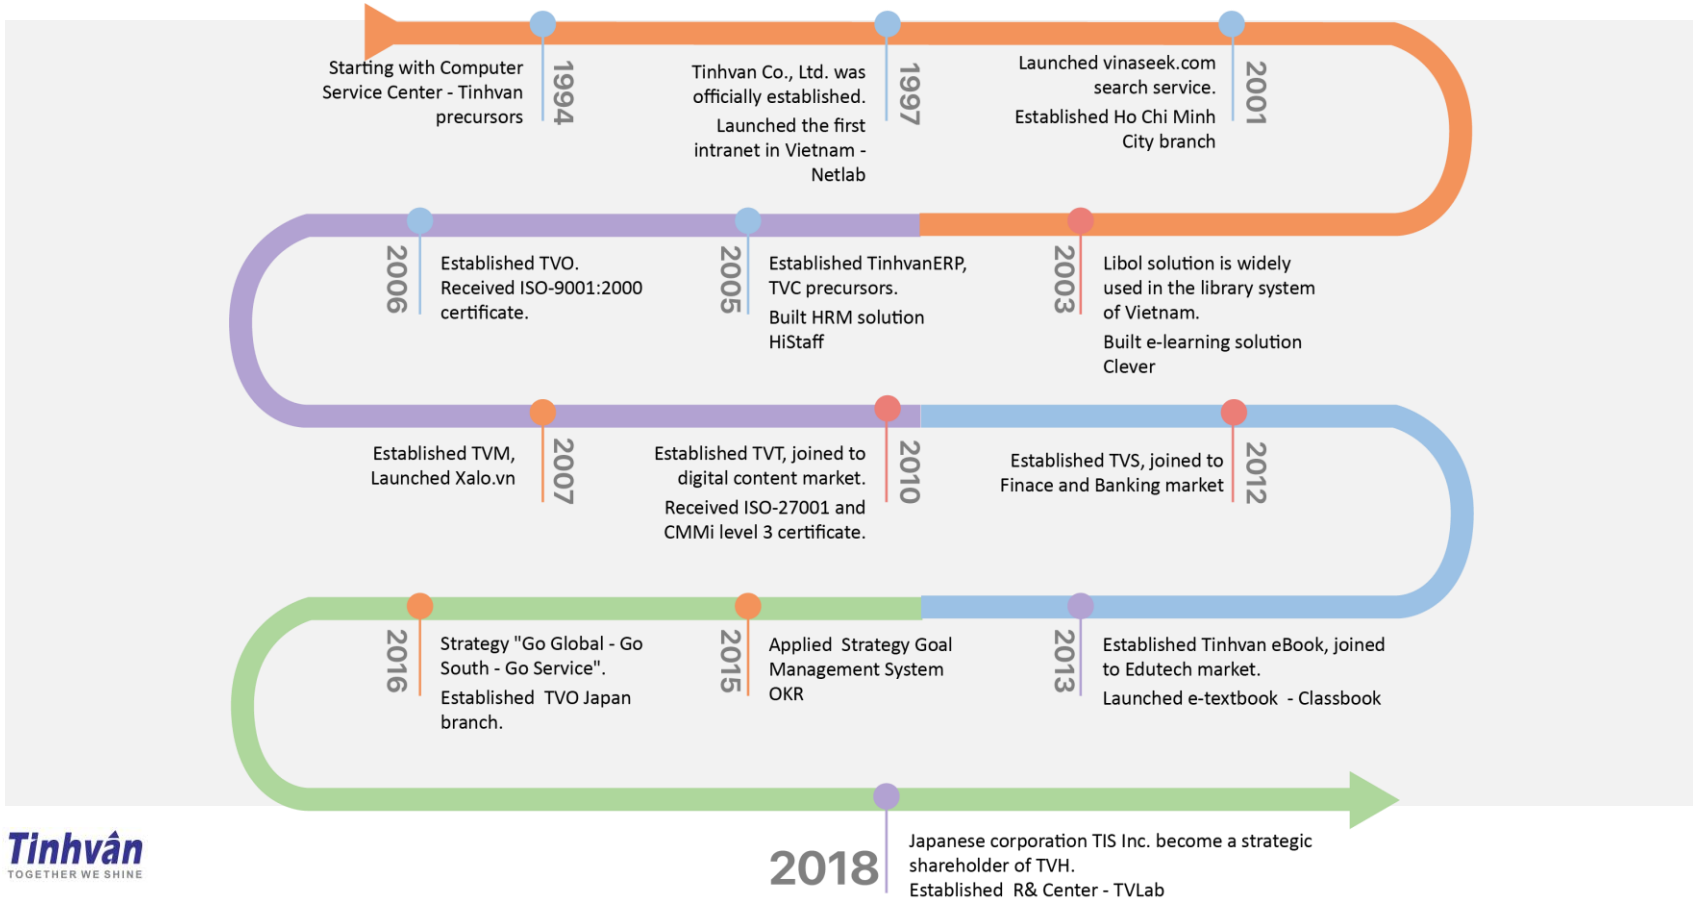 Starting with Computer
Service Center - Tinhvan
precursors
1994
Tinhvan Co., Ltd. was
officially established.
Launched the first
intranet in Vietnam -
Netlab
1997
Launched vinaseek.com
search service.
Established Ho Chi Minh
City branch
2001
2003
Libol solution is widely
used in the library system
of Vietnam.
Built e-learning solution
Clever
2005
Established TinhvanERP,
TVC precursors.
Built HRM solution
HiStaff
2006
Established TVO.
Received ISO-9001:2000
certificate.
Established TVM,
Launched Xalo.vn
2007
Established TVT, joined to
digital content market.
Received ISO-27001 and
CMMi level 3 certificate.
2010
Established TVS, joined to
Finace and Banking market
2012
2013
Established Tinhvan eBook, joined
to Edutech market.
Launched e-textbook  - Classbook
2015
Applied  Strategy Goal
Management System
OKR
2016
Strategy "Go Global - Go
South - Go Service".
Established  TVO Japan
branch.
2018
Japanese corporation TIS Inc. become a strategic
shareholder of TVH.
Established  R& Center - TVLab
Tinhvân
TOGETHER WE SHINE